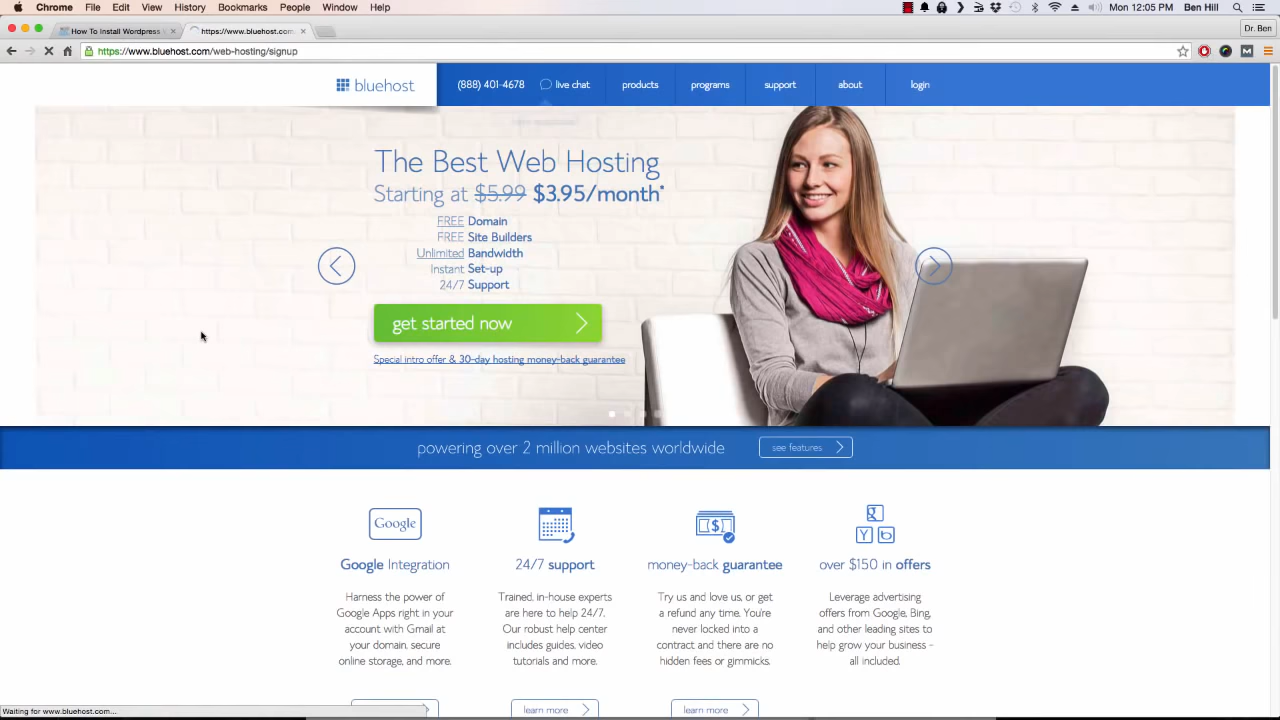 Chrome File Edit View History Bookmarks People Window Help Mon 12:05 PM Ben Hill
How To Install Wordpress
https://www.bluehost.com
Dr. Ben
https://www.bluehost.com/web-hosting/signup
bluehost
(888) 401-4678 live chat products programs support about login
The Best Web Hosting
Starting at $5.99 $3.95/month*
FREE Domain
FREE Site Builders
Unlimited Bandwidth
Instant Set-up
24/7 Support
get started now
Special intro offer & 30-day hosting money-back guarantee
powering over 2 million websites worldwide see features
Google
Google Integration
Harness the power of
Google Apps right in your
account with Gmail at
your domain, secure
online storage, and more.
24/7 support
Trained, in-house experts
are here to help 24/7.
Our robust help center
includes guides, video
tutorials and more.
learn more
$
money-back guarantee
Try us and love us, or get
a refund any time. You're
never locked into a
contract and there are no
hidden fees or gimmicks.
learn more
g
Y b
over $150 in offers
Leverage advertising
offers from Google, Bing,
and other leading sites to
help grow your business -
all included.
Waiting for www.bluehost.com...